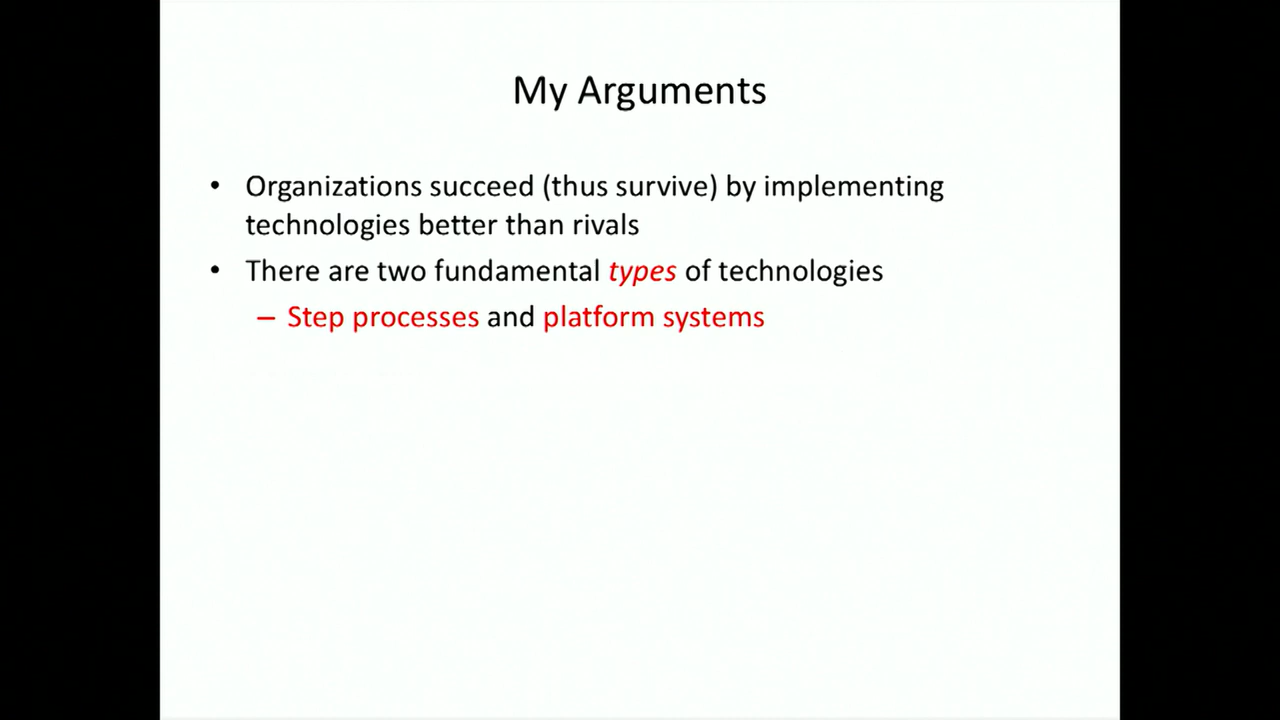 My Arguments
• Organizations succeed (thus survive) by implementing
technologies better than rivals
• There are two fundamental types of technologies
– Step processes and platform systems